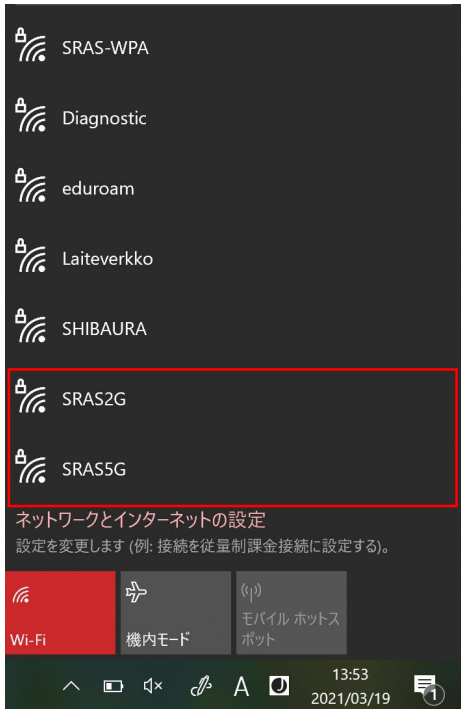 SRAS-WPA
Diagnostic
eduroam
Laiteverkko
SHIBAURA
SRAS2G
SRAS5G
ネットワークとインターネットの設定
設定を変更します (例: 接続を従量制課金接続に設定する)。
Wi-Fi
機内モード
モバイル ホットス
ポット
A
13:53
2021/03/19
1